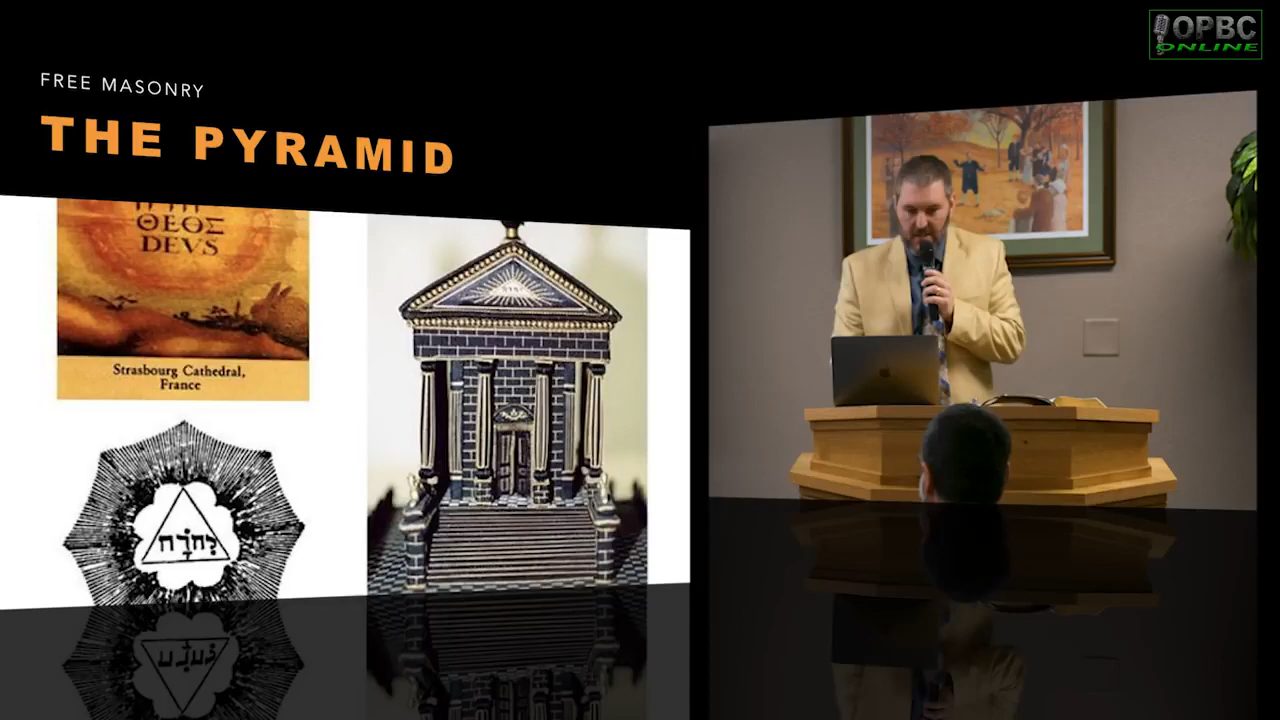 OPBC
ONLINE
FREE MASONRY
THE PYRAMID
ΘΕΟΣ
DEVS
Strasbourg Cathedral,
France